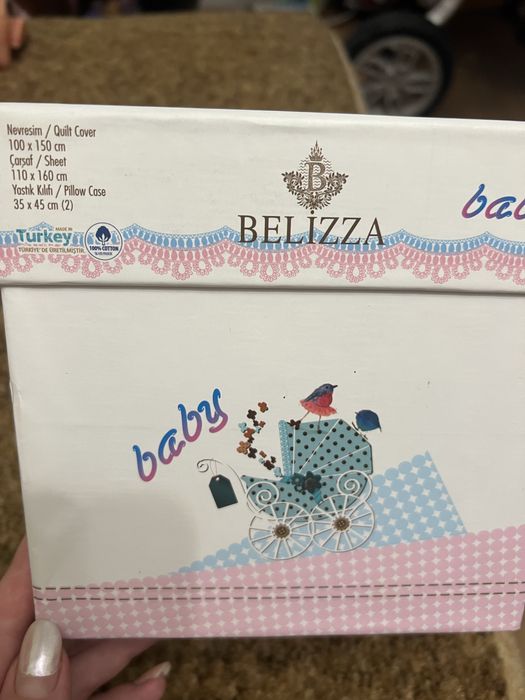 Nevresim / Quilt Cover
100 x 150 cm
Çarşaf / Sheet
110 x 160 cm
Yastık Kılıfı / Pillow Case
35 x 45 cm (2)
MADE IN
Turkey
TÜRKİYE'DE ÜRETİLMİŞTİR
100% COTTON
B
BELİZZA
baby